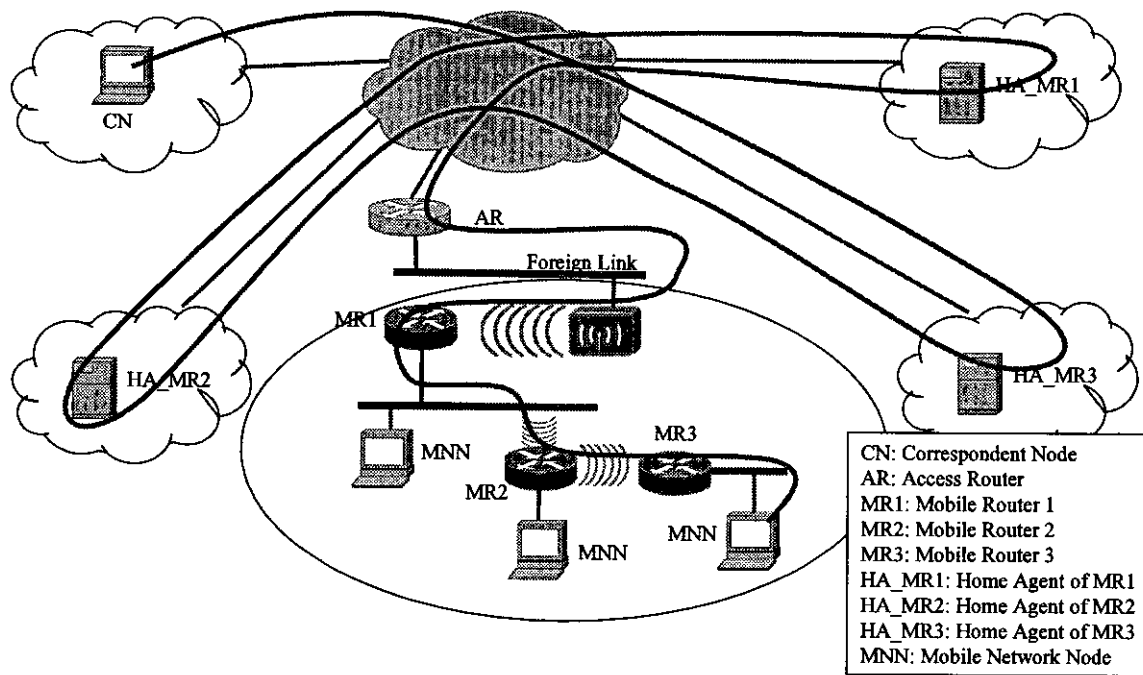 CN
HA_MR1
AR
Foreign Link
MR1
HA_MR2
HA_MR3
MNN
MR3
MR2
MNN
MNN
CN: Correspondent Node
AR: Access Router
MR1: Mobile Router 1
MR2: Mobile Router 2
MR3: Mobile Router 3
HA_MR1: Home Agent of MR1
HA_MR2: Home Agent of MR2
HA_MR3: Home Agent of MR3
MNN: Mobile Network Node